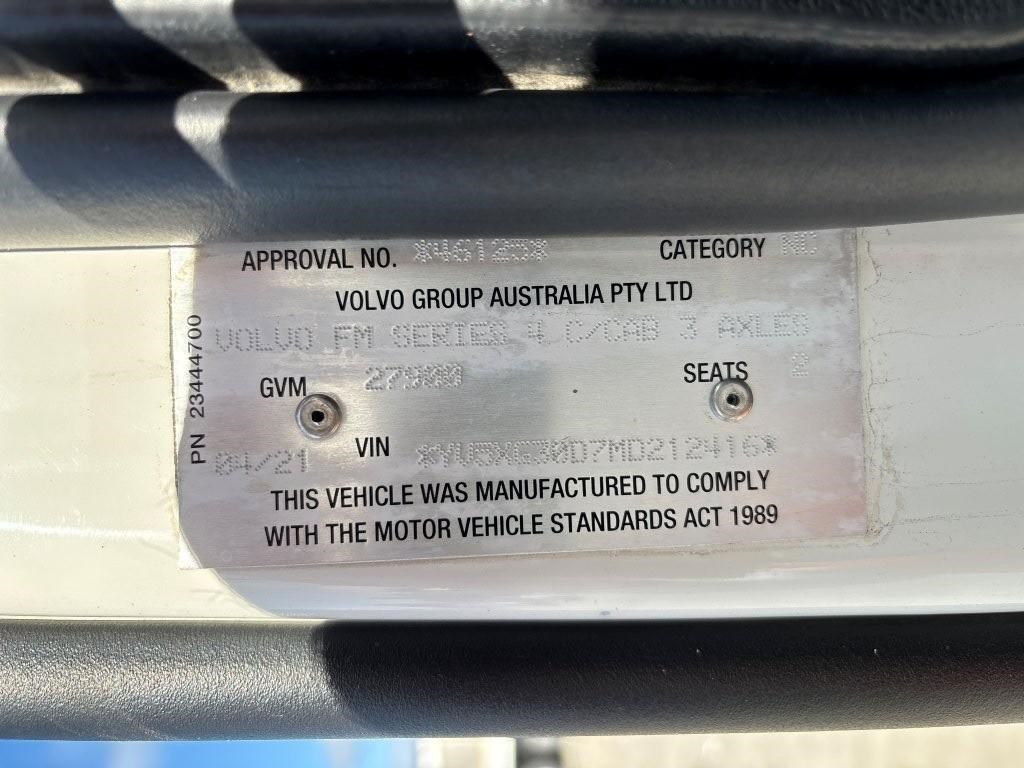 APPROVAL NO. *46123* CATEGORY NC
VOLVO GROUP AUSTRALIA PTY LTD
VOLVO FM SERIES 4 C/CAB 3 AXLES
GVM 27900 SEATS 2
04/21 VIN *YV5XG30D7MD212416*
THIS VEHICLE WAS MANUFACTURED TO COMPLY
WITH THE MOTOR VEHICLE STANDARDS ACT 1989
PN 23444700